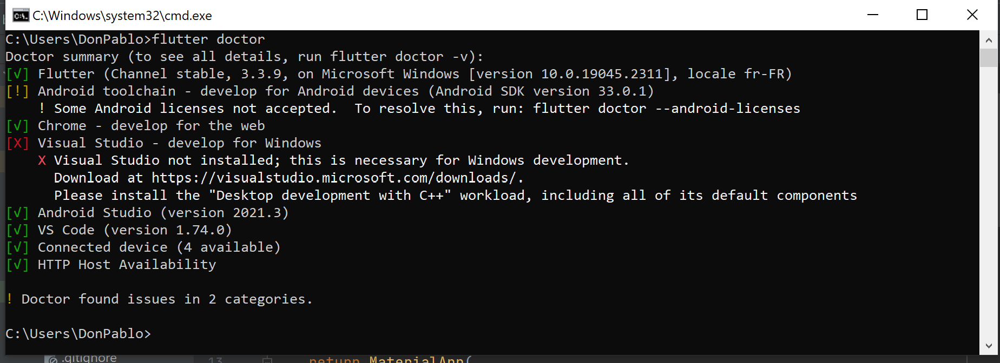 C:\Windows\system32\cmd.exe
C:\Users\DonPablo>flutter doctor
Doctor summary (to see all details, run flutter doctor -v):
[√] Flutter (Channel stable, 3.3.9, on Microsoft Windows [version 10.0.19045.2311], locale fr-FR)
[!] Android toolchain - develop for Android devices (Android SDK version 33.0.1)
! Some Android licenses not accepted.  To resolve this, run: flutter doctor --android-licenses
[√] Chrome - develop for the web
[X] Visual Studio - develop for Windows
X Visual Studio not installed; this is necessary for Windows development.
Download at https://visualstudio.microsoft.com/downloads/.
Please install the "Desktop development with C++" workload, including all of its default components
[√] Android Studio (version 2021.3)
[√] VS Code (version 1.74.0)
[√] Connected device (4 available)
[√] HTTP Host Availability
! Doctor found issues in 2 categories.
C:\Users\DonPablo>
.gitignore
13 return MaterialApp(